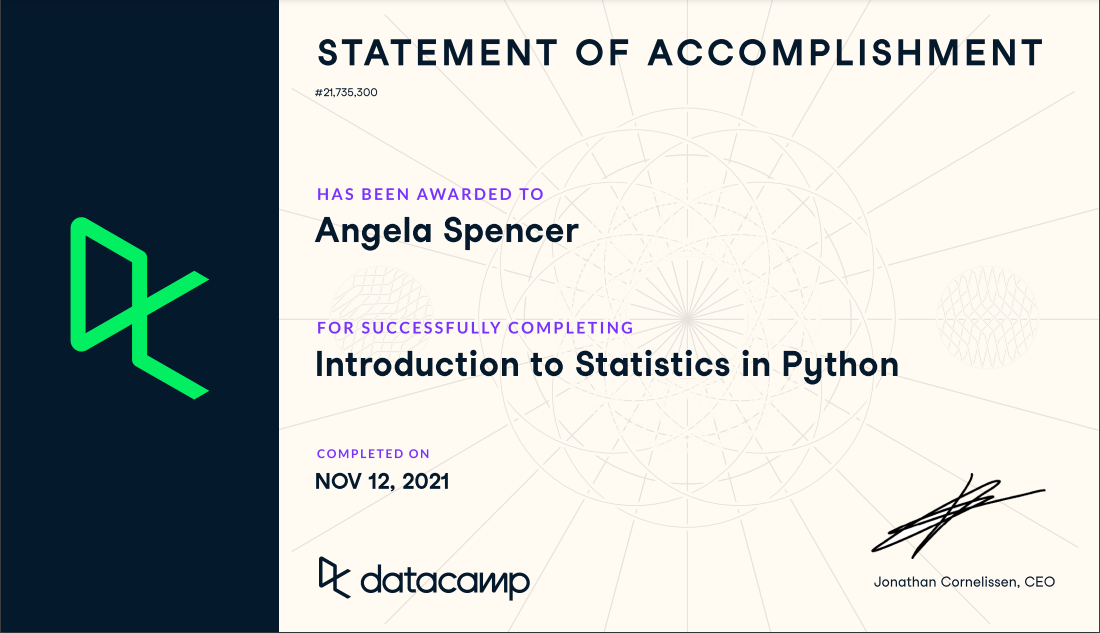 STATEMENT OF ACCOMPLISHMENT
#21,735,300
HAS BEEN AWARDED TO
Angela Spencer
FOR SUCCESSFULLY COMPLETING
Introduction to Statistics in Python
COMPLETED ON
NOV 12, 2021
datacamp
Jonathan Cornelissen, CEO